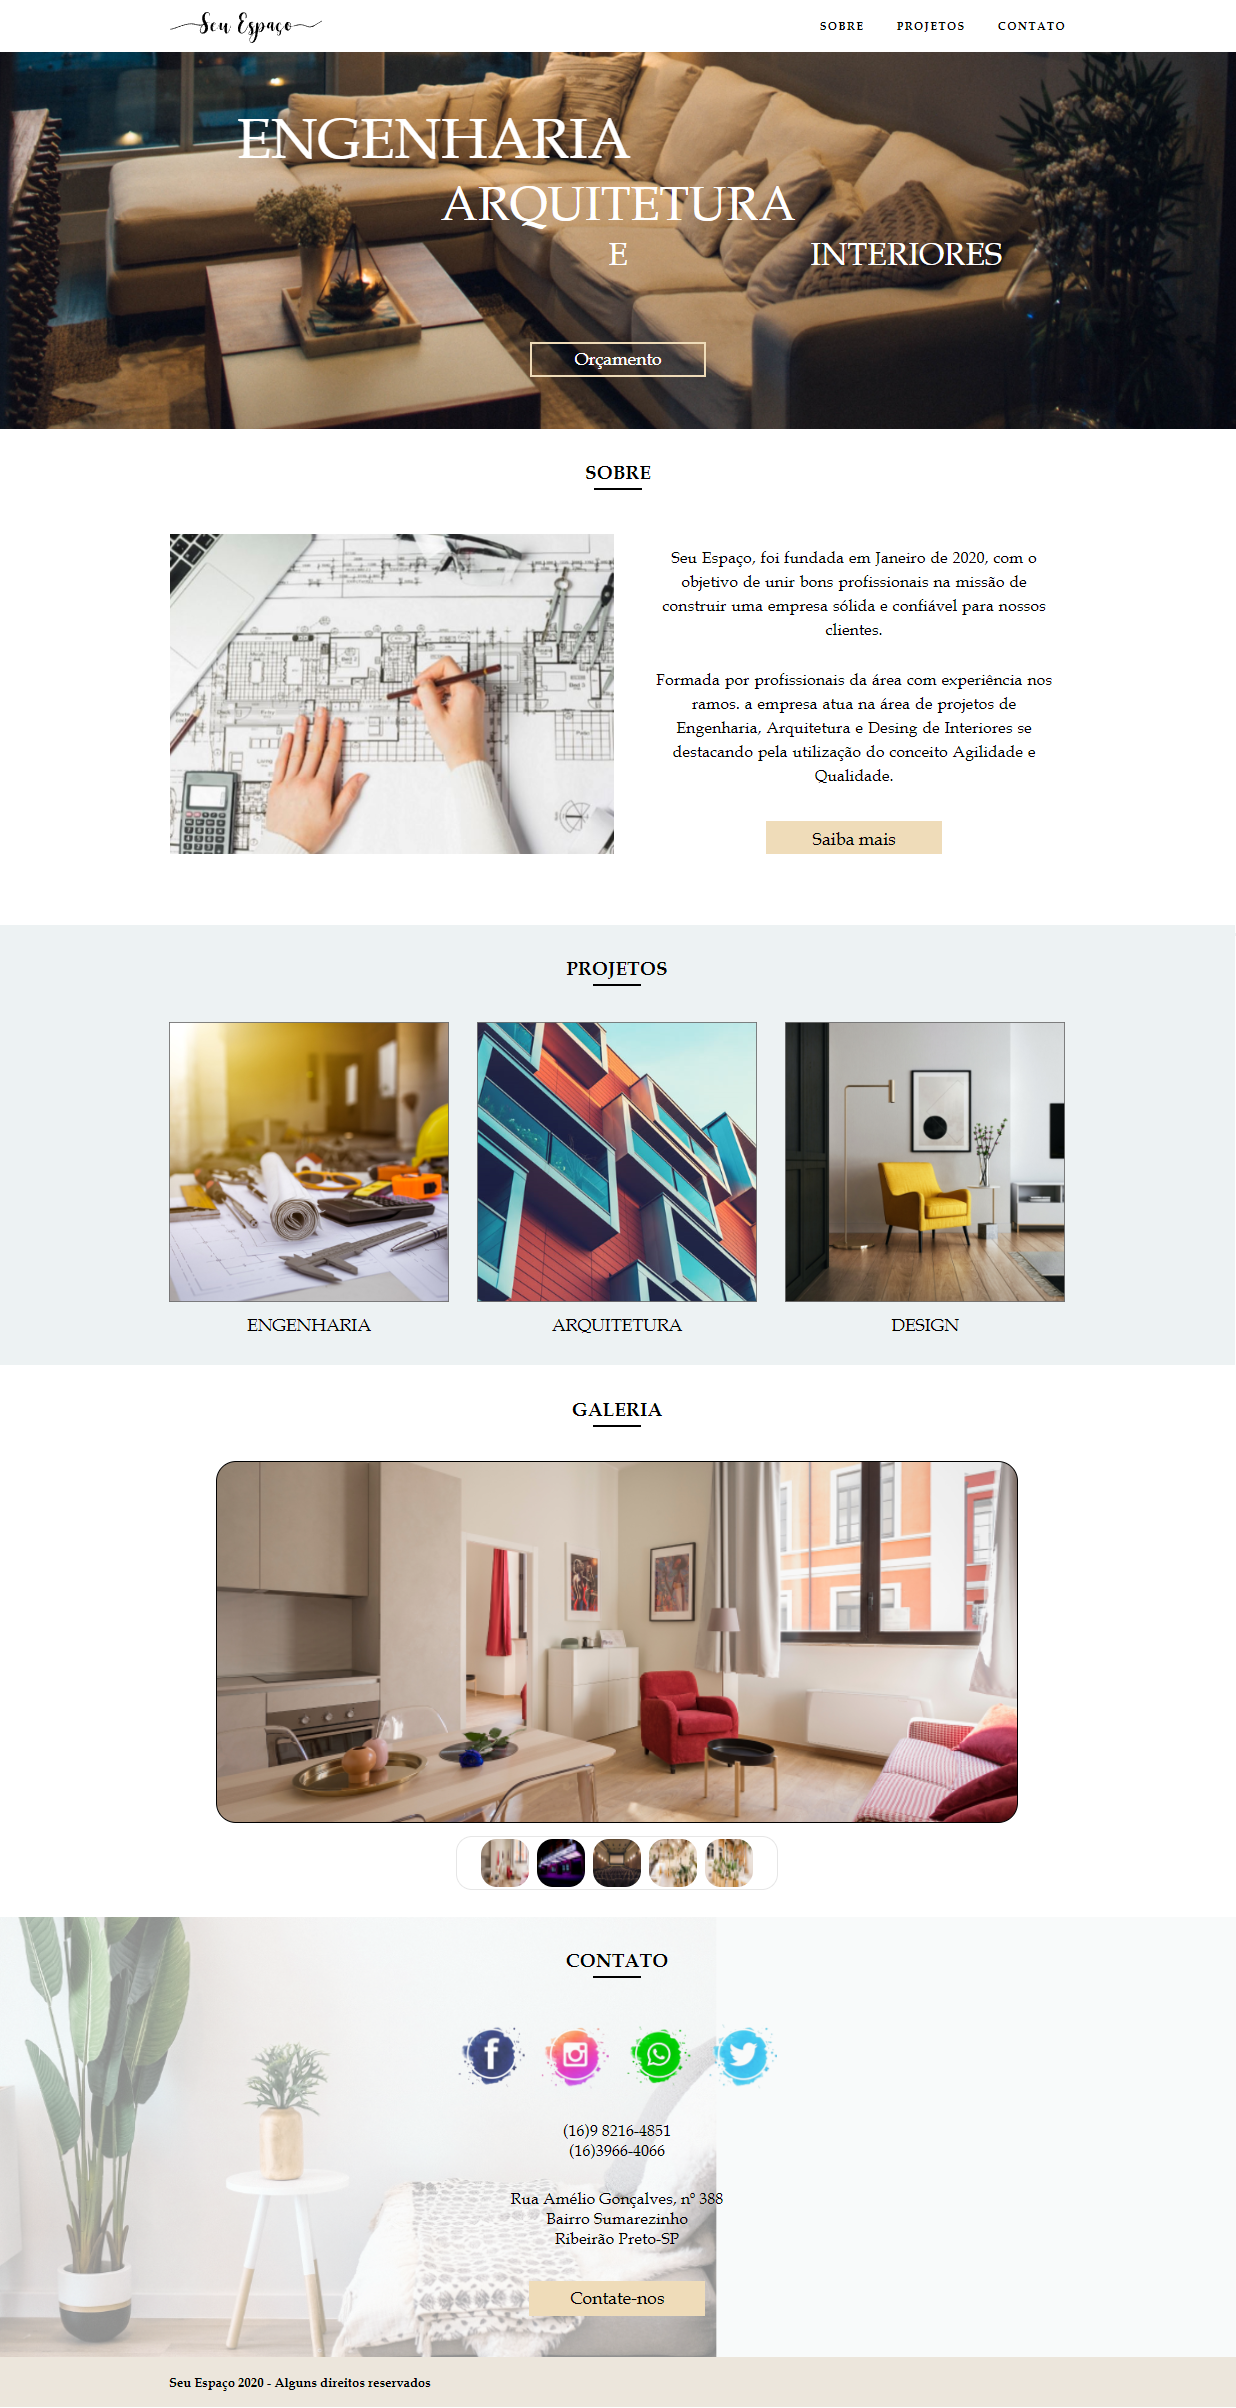 Seu Espaço
SOBRE PROJETOS CONTATO
ENGENHARIA
ARQUITETURA
E INTERIORES
Orçamento
SOBRE
Seu Espaço, foi fundada em Janeiro de 2020, com o
objetivo de unir bons profissionais na missão de
construir uma empresa sólida e confiável para nossos
clientes.
Formada por profissionais da área com experiência nos
ramos. a empresa atua na área de projetos de
Engenharia, Arquitetura e Desing de Interiores se
destacando pela utilização do conceito Agilidade e
Qualidade.
Saiba mais
PROJETOS
ENGENHARIA
ARQUITETURA
DESIGN
GALERIA
CONTATO
(16)9 8216-4851
(16)3966-4066
Rua Amélio Gonçalves, nº 388
Bairro Sumarezinho
Ribeirão Preto-SP
Contate-nos
Seu Espaço 2020 - Alguns direitos reservados